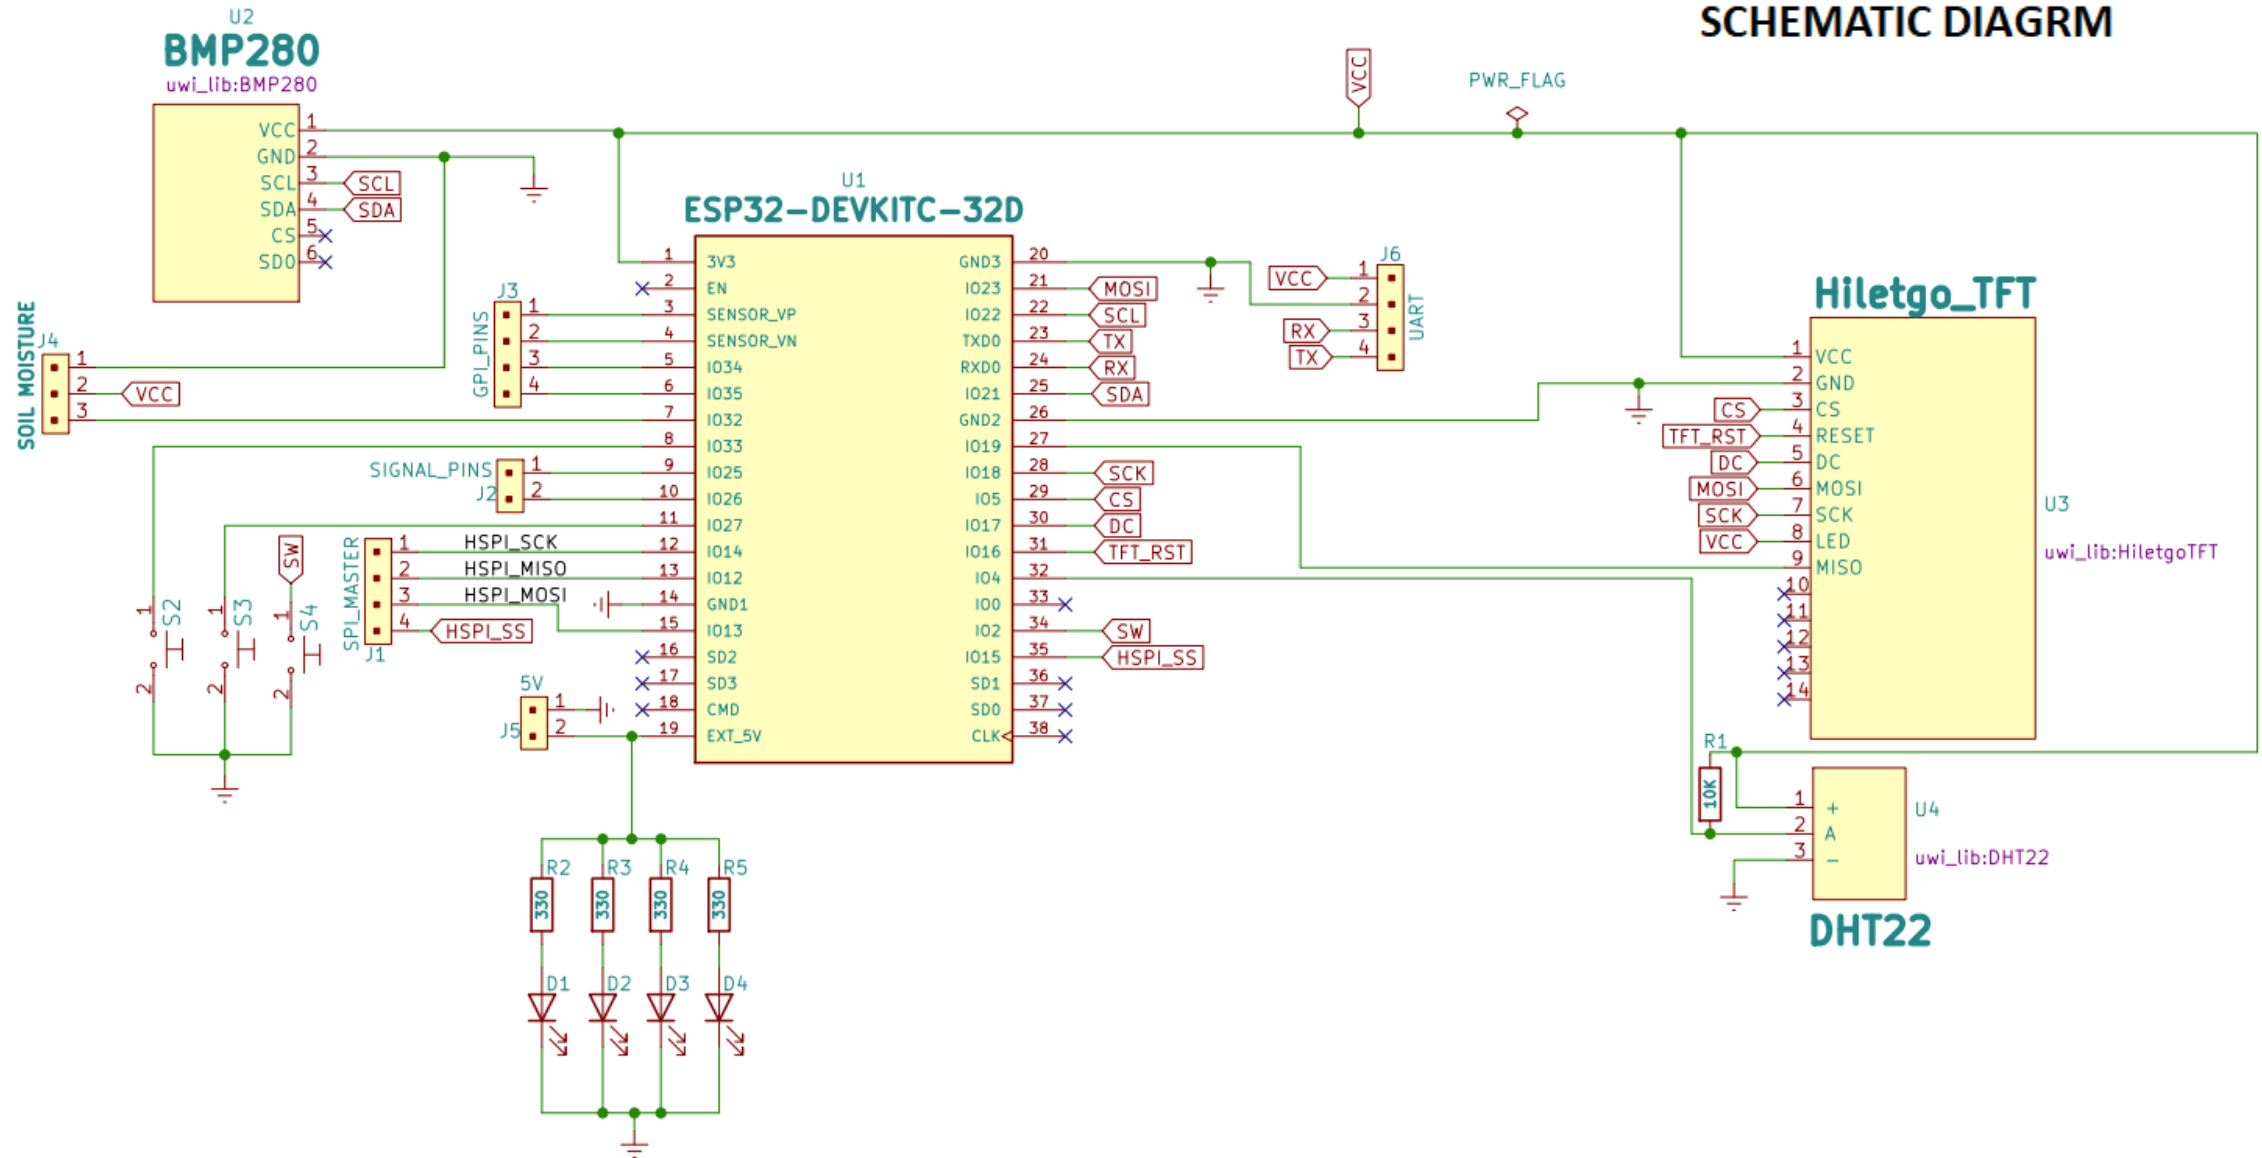 SCHEMATIC DIAGRM
U2
BMP280
uwi_lib:BMP280
VCC 1
GND 2
SCL 3 SCL
SDA 4 SDA
CS 5
SDO 6
VCC
PWR_FLAG
U1
ESP32-DEVKITC-32D
1 3V3
2 EN
3 SENSOR_VP
4 SENSOR_VN
5 IO34
6 IO35
7 IO32
8 IO33
9 IO25
10 IO26
11 IO27
12 IO14
13 IO12
14 GND1
15 IO13
16 SD2
17 SD3
18 CMD
19 EXT_5V
GND3 20
IO23 21 MOSI
IO22 22 SCL
TXD0 23 TX
RXD0 24 RX
IO21 25 SDA
GND2 26
IO19 27
IO18 28 SCK
IO5 29 CS
IO17 30 DC
IO16 31 TFT_RST
IO4 32
IO0 33
IO2 34 SW
IO15 35 HSPI_SS
SD1 36
SD0 37
CLK 38
J3
GPI_PINS
1
2
3
4
SOIL MOISTURE
J4
1
2 VCC
3
SIGNAL_PINS
J2
1
2
SPI_MASTER
J1
1 HSPI_SCK
2 HSPI_MISO
3 HSPI_MOSI
4 HSPI_SS
SW
1 S2 2
1 S3 2
1 S4 2
5V
J5
1
2
R2 330
R3 330
R4 330
R5 330
D1
D2
D3
D4
J6
UART
VCC 1
2
RX 3
TX 4
Hiletgo_TFT
1 VCC
2 GND
CS 3 CS
TFT_RST 4 RESET
DC 5 DC
MOSI 6 MOSI
SCK 7 SCK
VCC 8 LED
9 MISO
10
11
12
13
14
U3
uwi_lib:HiletgoTFT
R1
10K
1 +
2 A
3 −
U4
uwi_lib:DHT22
DHT22